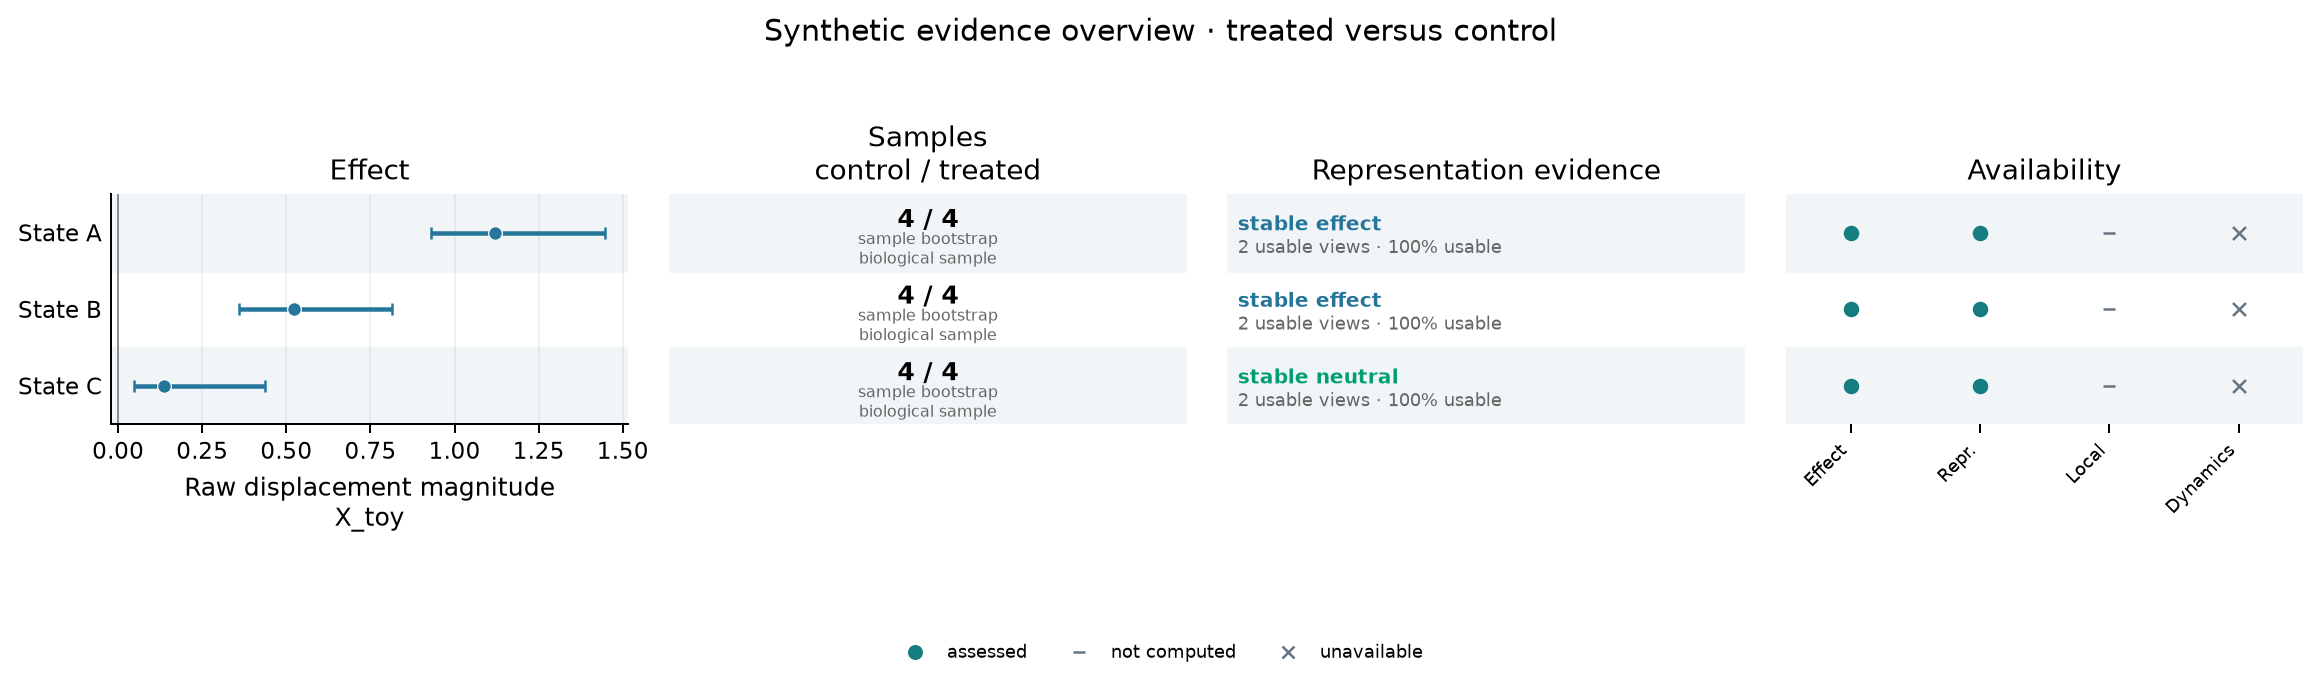 Synthetic evidence overview · treated versus control
Effect
Samples
control / treated
Representation evidence
Availability
State A
4 / 4
sample bootstrap
biological sample
stable effect
2 usable views · 100% usable
State B
4 / 4
sample bootstrap
biological sample
stable effect
2 usable views · 100% usable
State C
4 / 4
sample bootstrap
biological sample
stable neutral
2 usable views · 100% usable
0.00 0.25 0.50 0.75 1.00 1.25 1.50
Raw displacement magnitude
X_toy
Effect
Repr.
Local
Dynamics
assessed
not computed
unavailable